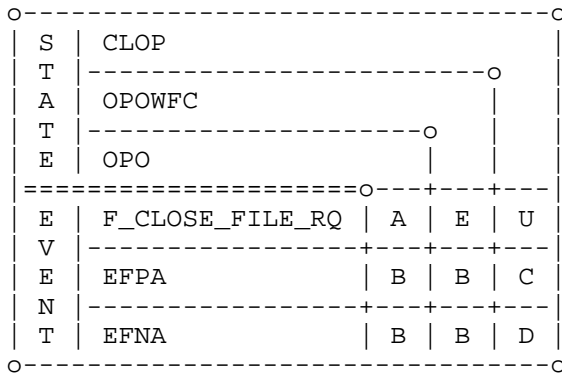 o---------------------------------o
| S | CLOP                        |
| T |-------------------------o   |
| A | OPOWFC                  |   |
| T |---------------------o   |   |
| E | OPO                 |   |   |
|=====================o---+---+---|
| E | F_CLOSE_FILE_RQ | A | E | U |
| V |-----------------+---+---+---|
| E | EFPA            | B | B | C |
| N |-----------------+---+---+---|
| T | EFNA            | B | B | D |
o---------------------------------o